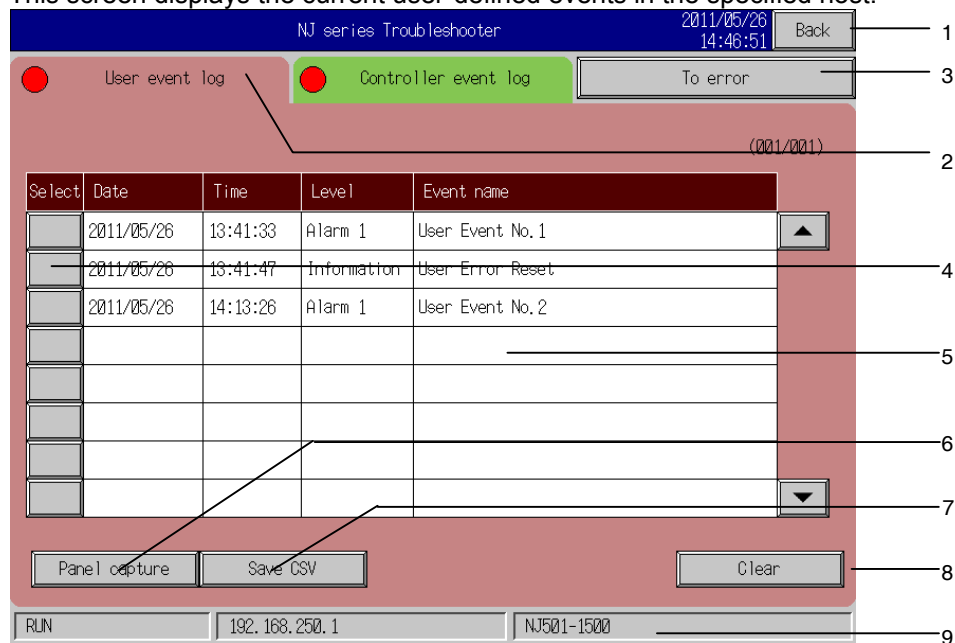 This screen displays the current user-defined events in the specified host.
NJ series Troubleshooter
2011/05/26
14:46:51
Back
1
User event log
Controller event log
To error
3
(001/001)
2
Select Date Time Level Event name
2011/05/26 13:41:33 Alarm 1 User Event No.1
2011/05/26 13:41:47 Information User Error Reset
4
2011/05/26 14:13:26 Alarm 1 User Event No.2
5
6
7
Panel capture Save CSV Clear
8
RUN 192.168.250.1 NJ501-1500
9